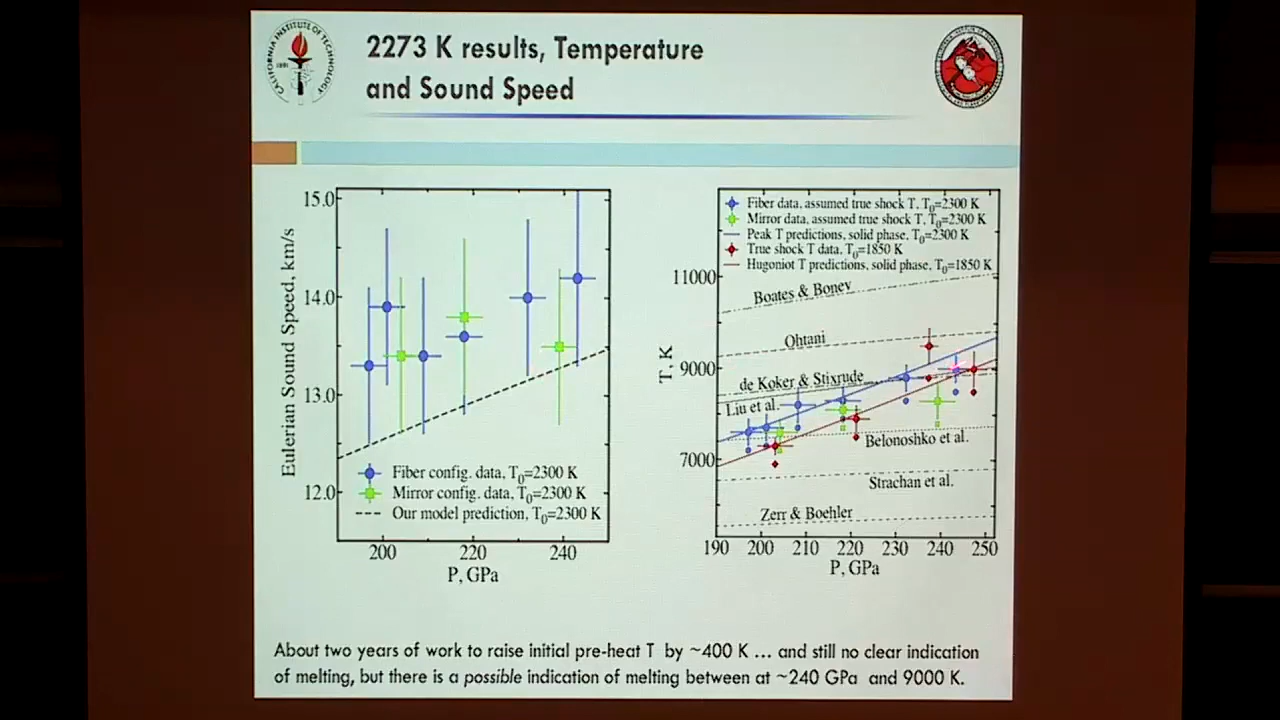 2273 K results, Temperature
and Sound Speed
CALIFORNIA INSTITUTE OF TECHNOLOGY
1891
15.0
14.0
13.0
12.0
Eulerian Sound Speed, km/s
Fiber config. data, T0=2300 K
Mirror config. data, T0=2300 K
Our model prediction, T0=2300 K
200 220 240
P, GPa
Fiber data, assumed true shock T, T0=2300 K
Mirror data, assumed true shock T, T0=2300 K
Peak T predictions, solid phase, T0=2300 K
True shock T data, T0=1850 K
Hugoniot T predictions, solid phase, T0=1850 K
11000
9000
7000
T, K
Boates & Bonev
Ohtani
de Koker & Stixrude
Liu et al.
Belonoshko et al.
Strachan et al.
Zerr & Boehler
190 200 210 220 230 240 250
P, GPa
About two years of work to raise initial pre-heat T by ~400 K ... and still no clear indication
of melting, but there is a possible indication of melting between at ~240 GPa and 9000 K.